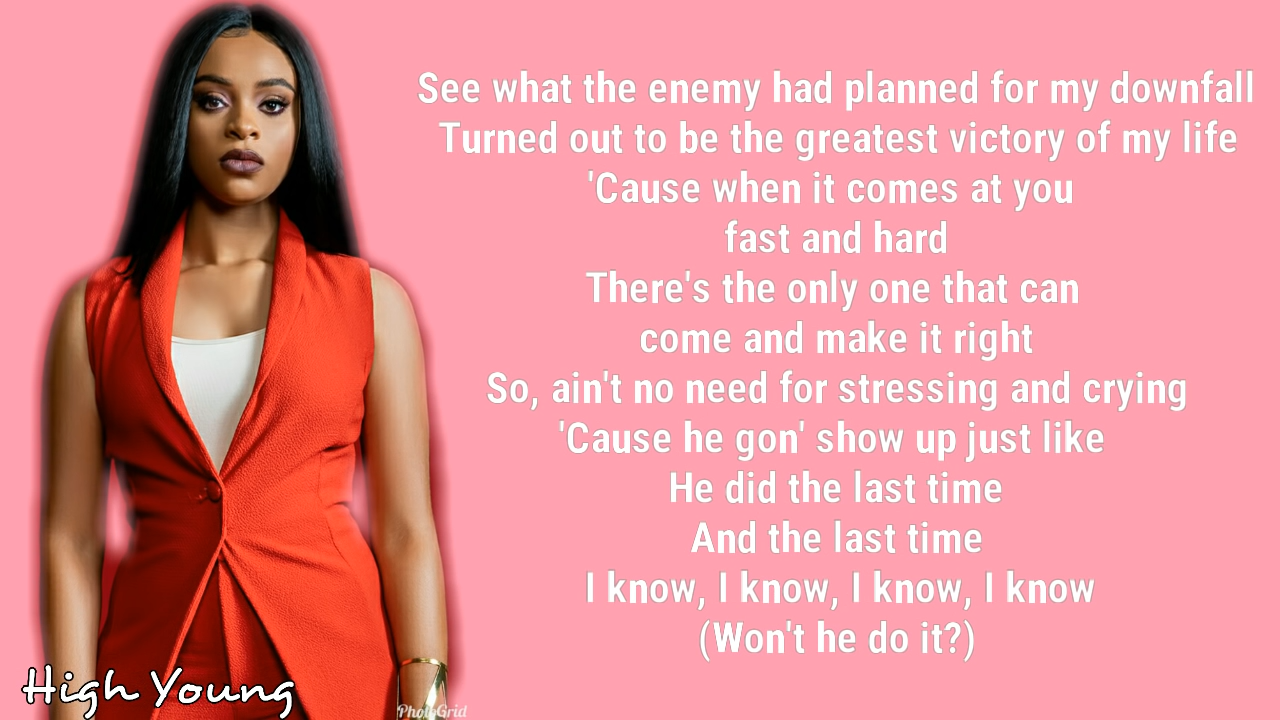 See what the enemy had planned for my downfall
Turned out to be the greatest victory of my life
'Cause when it comes at you
fast and hard
There's the only one that can
come and make it right
So, ain't no need for stressing and crying
'Cause he gon' show up just like
He did the last time
And the last time
I know, I know, I know, I know
(Won't he do it?)
High Young
PhotoGrid